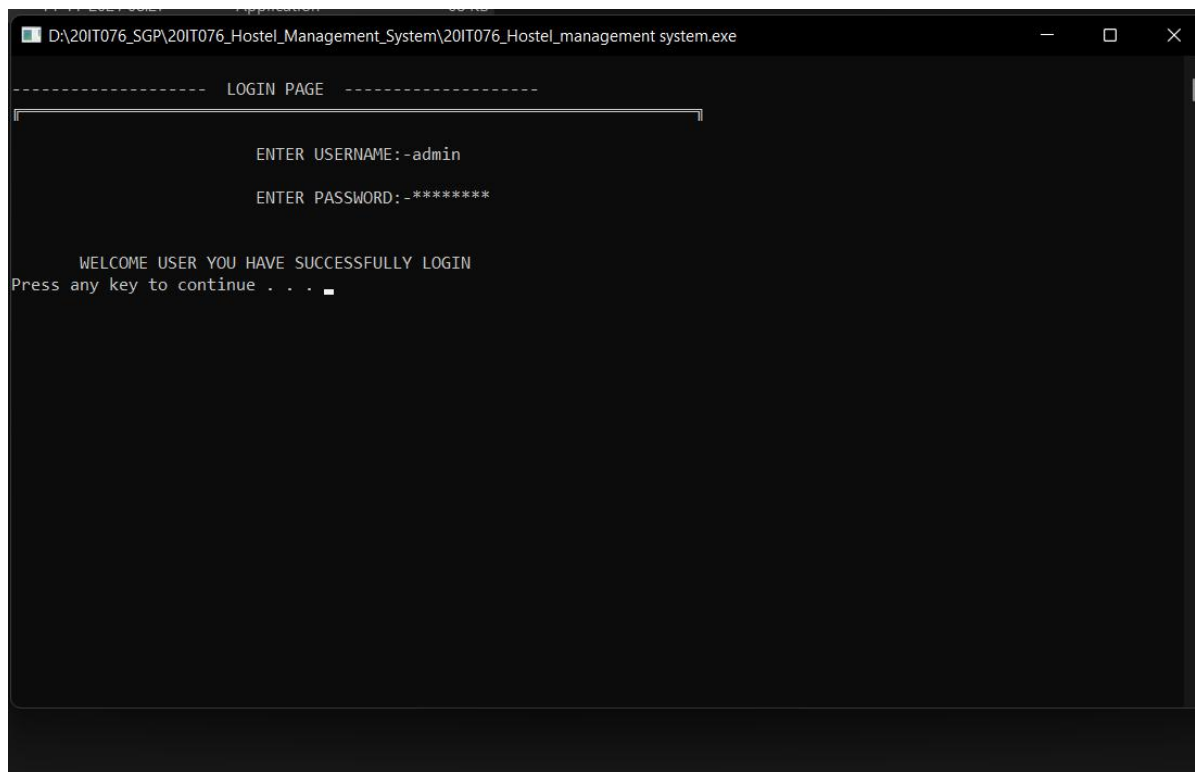 D:\20IT076_SGP\20IT076_Hostel_Management_System\20IT076_Hostel_management system.exe
-------------------- LOGIN PAGE --------------------
ENTER USERNAME:-admin
ENTER PASSWORD:-********
WELCOME USER YOU HAVE SUCCESSFULLY LOGIN
Press any key to continue . . .